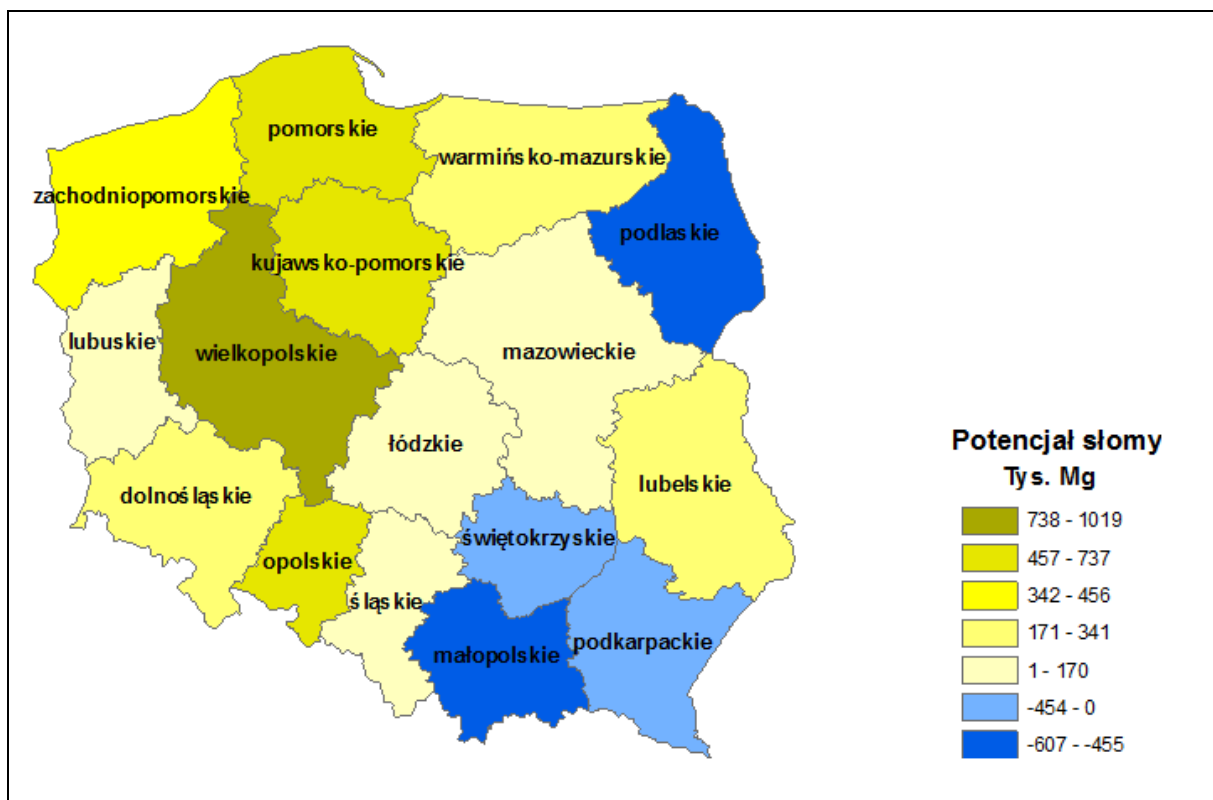 pomorskie
warmińsko-mazurskie
zachodniopomorskie
podlaskie
kujawsko-pomorskie
lubuskie
wielkopolskie
mazowieckie
łódzkie
dolnośląskie
lubelskie
opolskie
świętokrzyskie
śląskie
małopolskie
podkarpackie
Potencjał słomy
Tys. Mg
738 - 1019
457 - 737
342 - 456
171 - 341
1 - 170
-454 - 0
-607 - -455